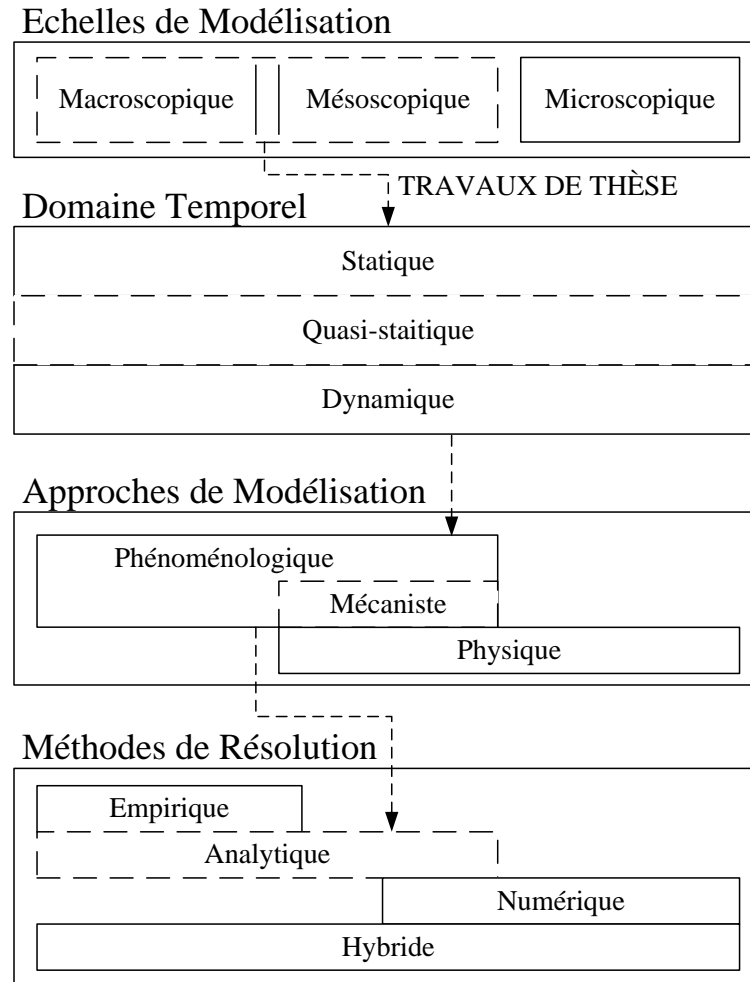 Echelles de Modélisation
Macroscopique
Mésoscopique
Microscopique
TRAVAUX DE THÈSE
Domaine Temporel
Statique
Quasi-staitique
Dynamique
Approches de Modélisation
Phénoménologique
Mécaniste
Physique
Méthodes de Résolution
Empirique
Analytique
Numérique
Hybride